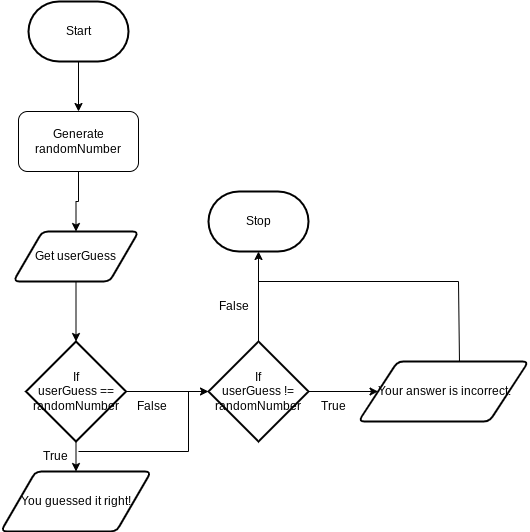 Start
Generate
randomNumber
Get userGuess
Stop
False
If
userGuess ==
randomNumber
False
If
userGuess !=
randomNumber
True
Your answer is incorrect.
True
You guessed it right!